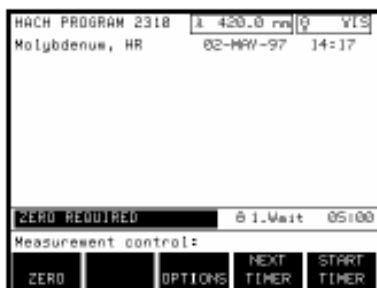 HACH PROGRAM 2310 λ 420.0 nm VIS
Molybdenum, HR 02-MAY-97 14:17
ZERO REQUIRED 1.Wait 05:00
Measurement control:
ZERO OPTIONS NEXT TIMER START TIMER